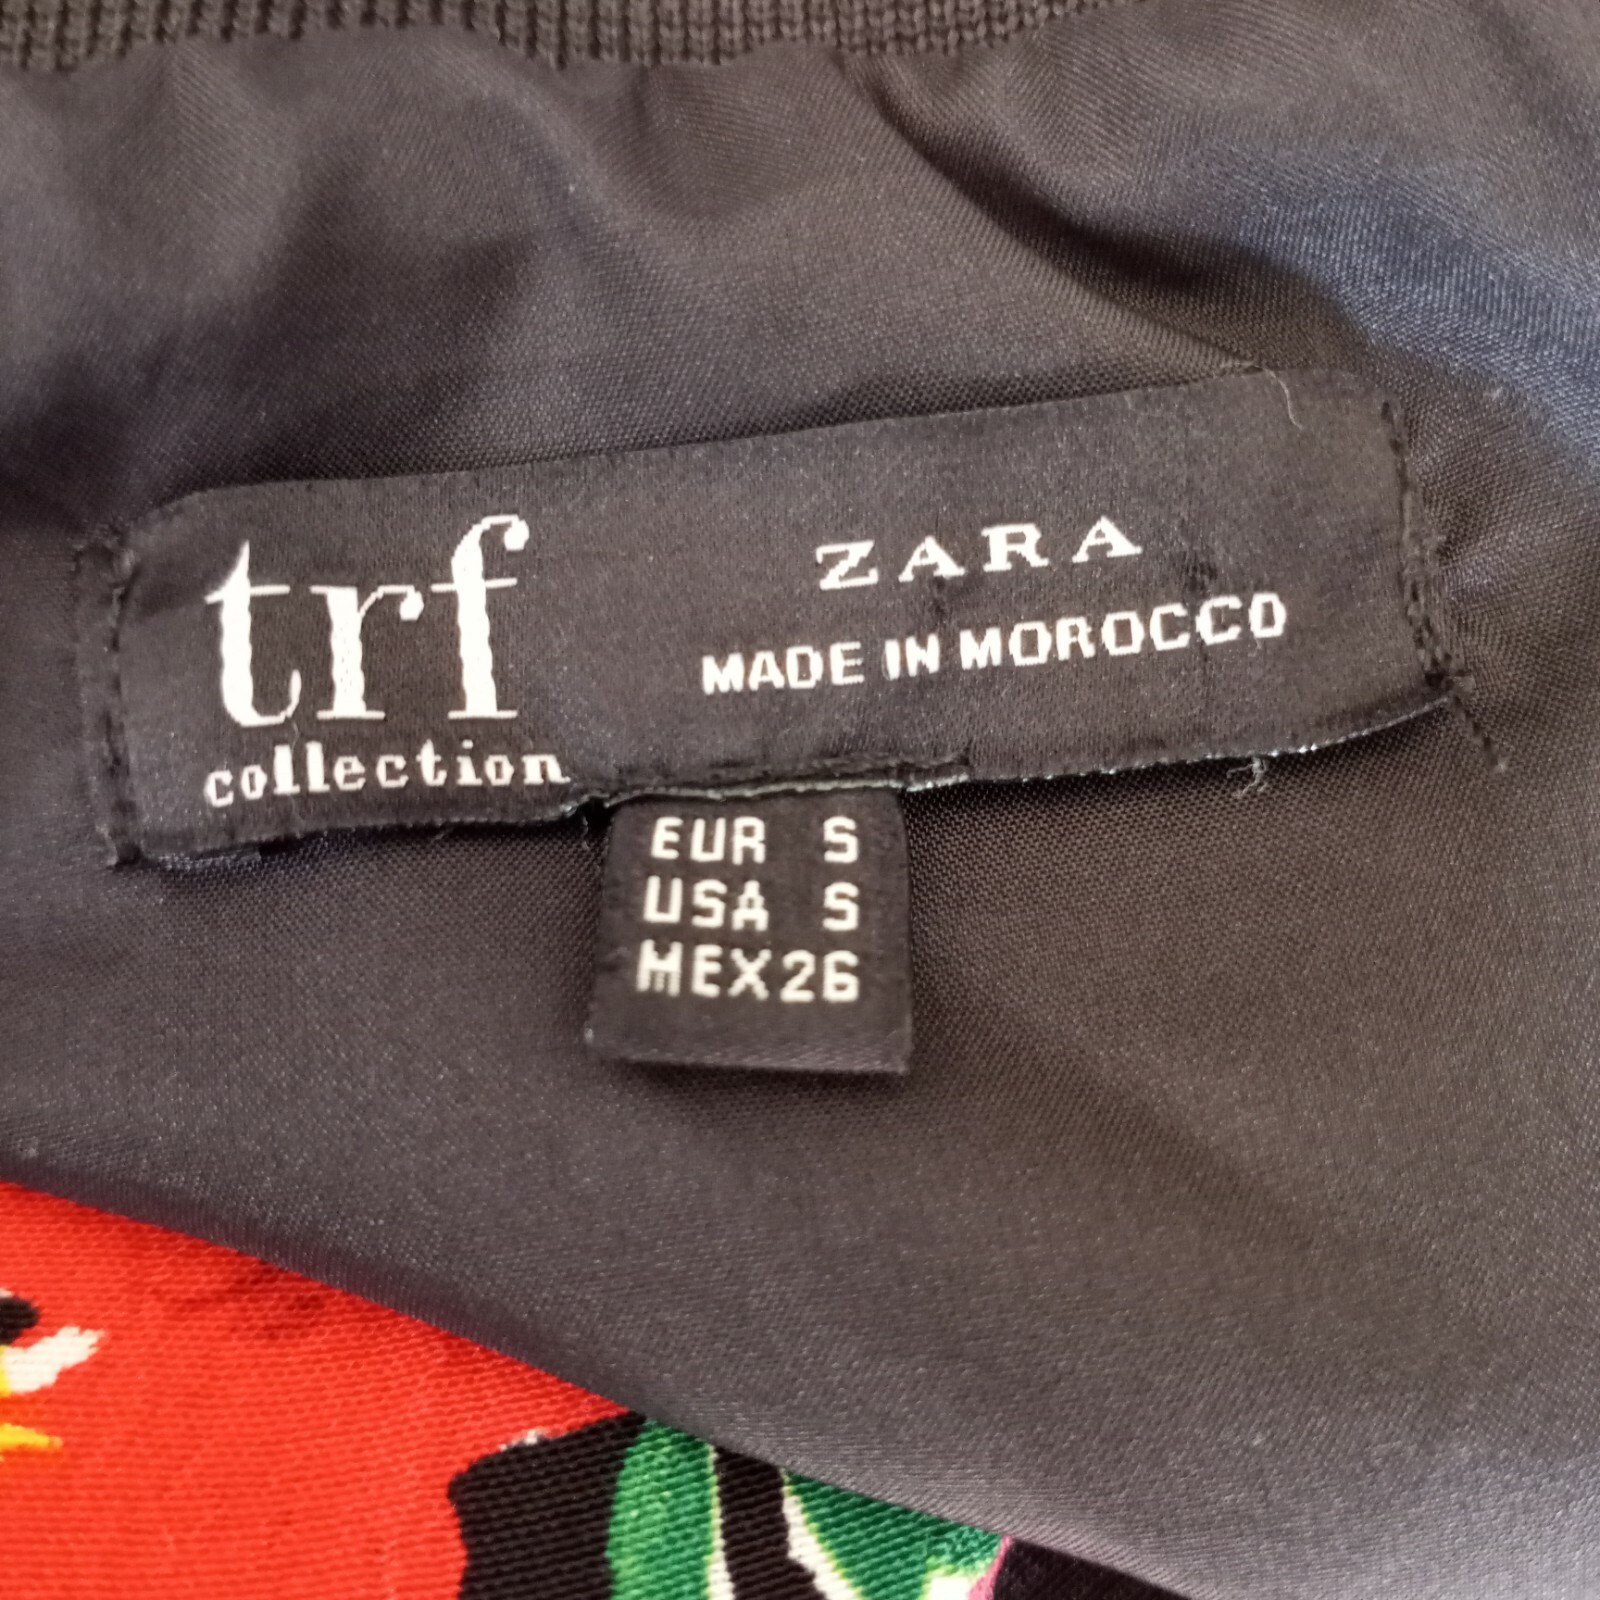 trf
collection
ZARA
MADE IN MOROCCO
EUR S
USA S
MEX 26